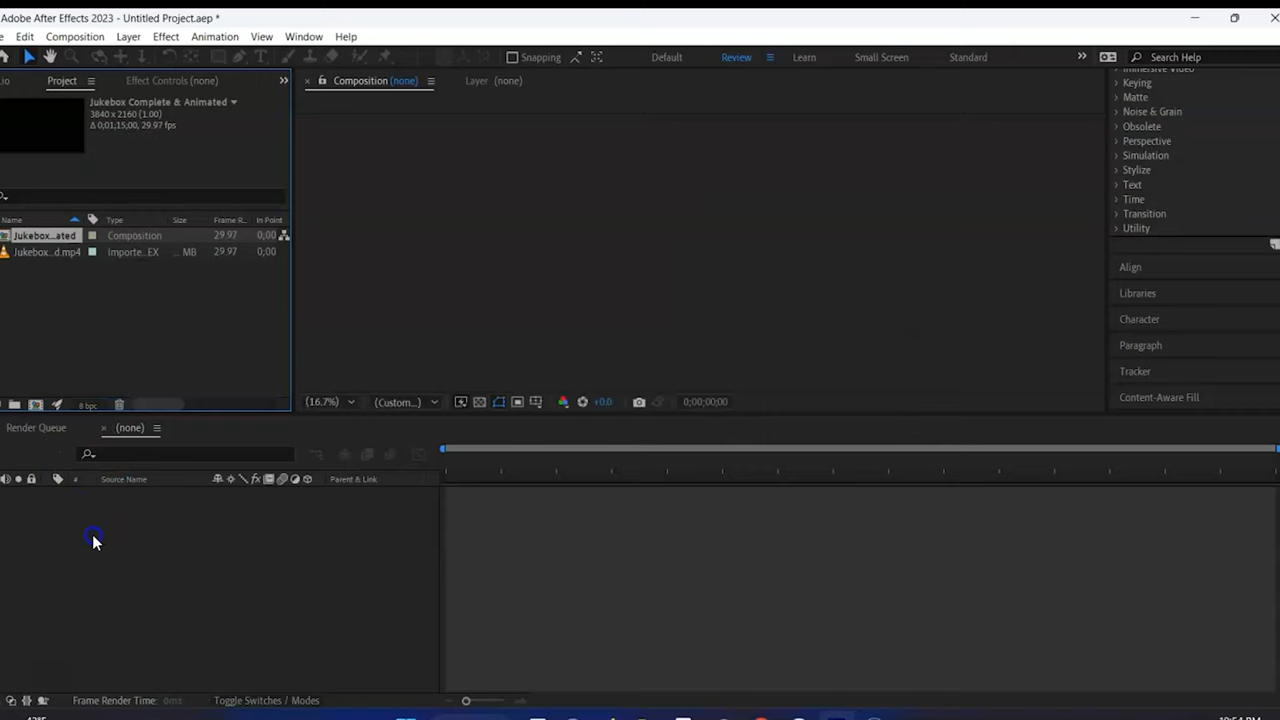 Adobe After Effects 2023 - Untitled Project.aep *
e Edit Composition Layer Effect Animation View Window Help
Snapping Default Review Learn Small Screen Standard Search Help
io Project Effect Controls (none)
Composition (none) Layer (none)
Jukebox Complete & Animated
3840 x 2160 (1.00)
Δ 0;01;15;00, 29.97 fps
Name Type Size Frame R... In Point
Jukebox...ated Composition 29.97 0;00
Jukebox...d.mp4 Importe...EX ... MB 29.97 0;00
8 bpc
(16.7%) (Custom...) +0.0 0;00;00;00
Immersive Video
Keying
Matte
Noise & Grain
Obsolete
Perspective
Simulation
Stylize
Text
Time
Transition
Utility
Align
Libraries
Character
Paragraph
Tracker
Content-Aware Fill
Render Queue (none)
# Source Name fx Parent & Link
Frame Render Time: 0ms Toggle Switches / Modes